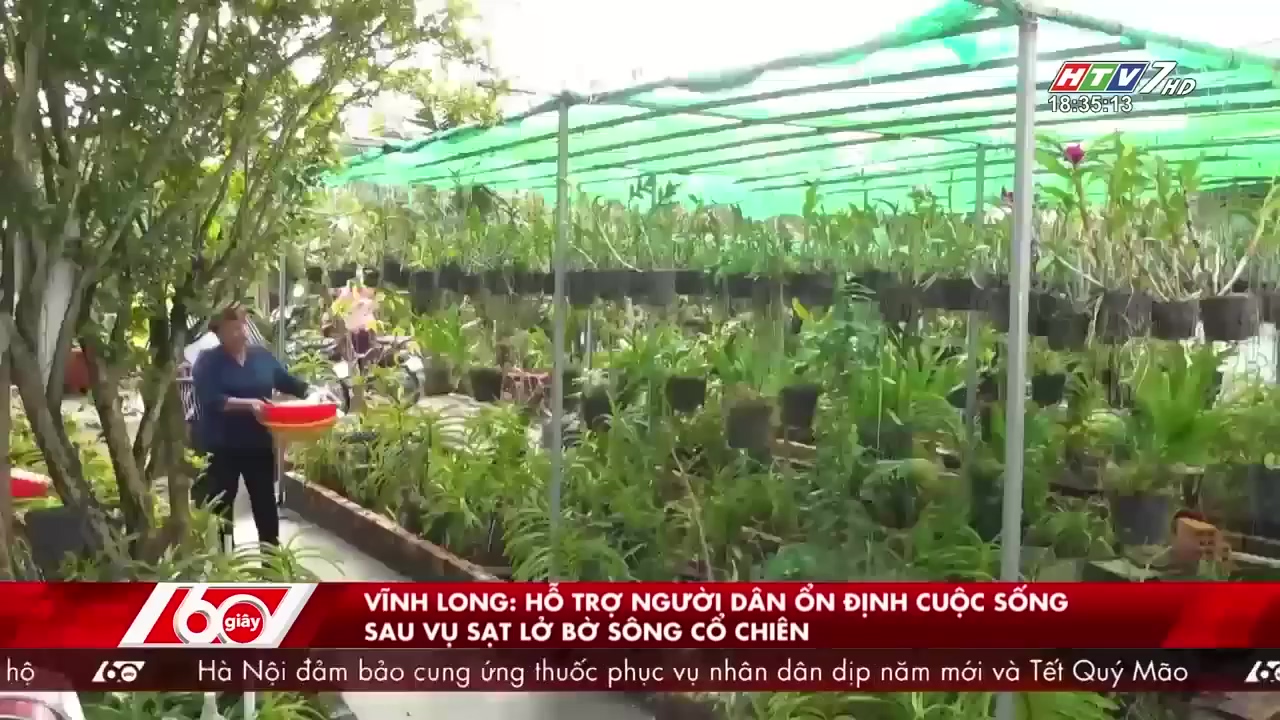 HTV7HD
18:35:13
60 giây
VĨNH LONG: HỖ TRỢ NGƯỜI DÂN ỔN ĐỊNH CUỘC SỐNG
SAU VỤ SẠT LỞ BỜ SÔNG CỔ CHIÊN
hộ 60 giây Hà Nội đảm bảo cung ứng thuốc phục vụ nhân dân dịp năm mới và Tết Quý Mão